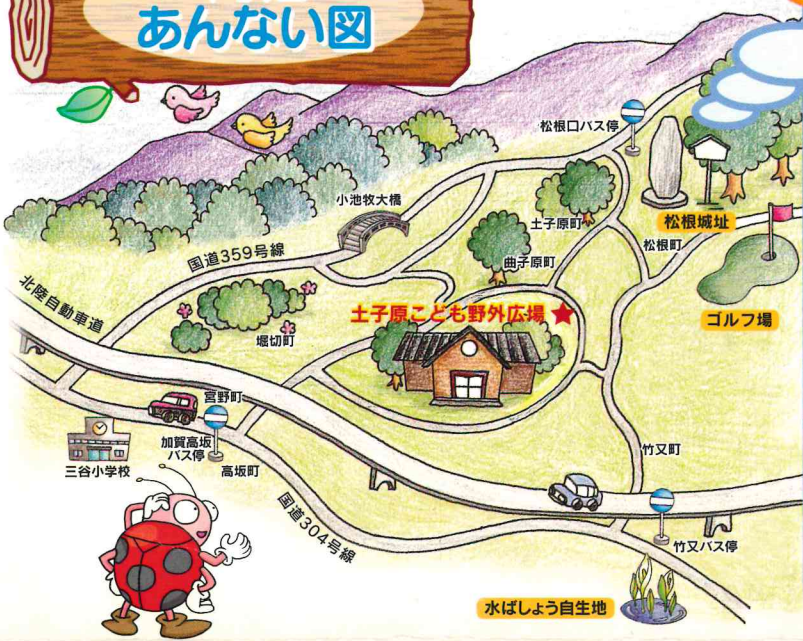 あんない図
松根口バス停
小池牧大橋
土子原町
松根城址
松根町
国道359号線
曲子原町
北陸自動車道
土子原こども野外広場
ゴルフ場
堀切町
宮野町
加賀高坂
バス停
三谷小学校
高坂町
竹又町
国道304号線
竹又バス停
水ばしょう自生地